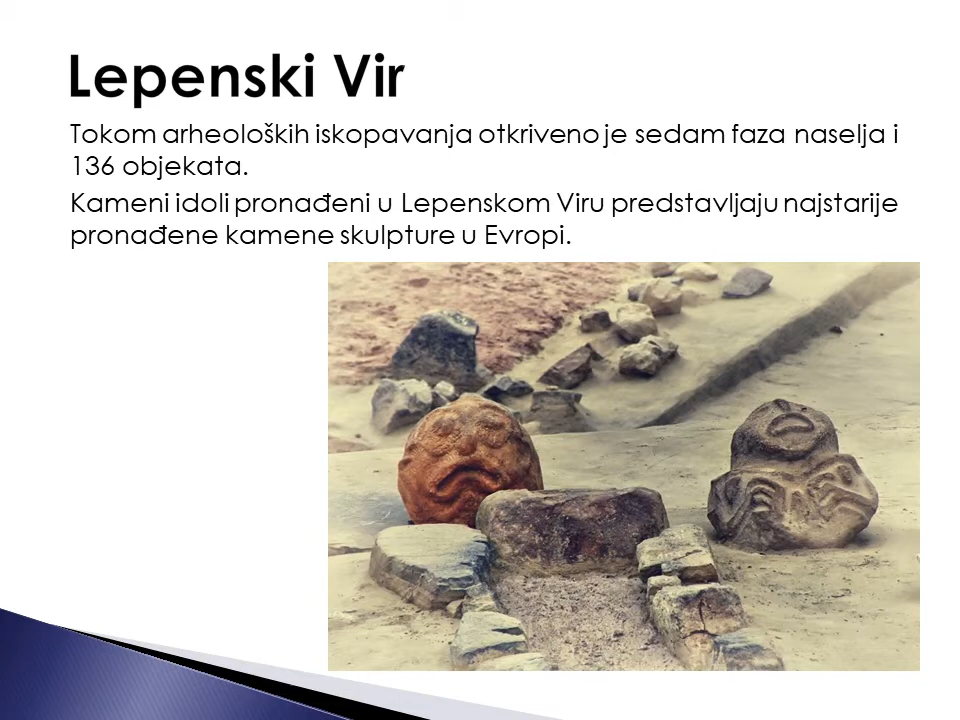 Lepenski Vir
Tokom arheoloških iskopavanja otkriveno je sedam faza naselja i
136 objekata.
Kameni idoli pronađeni u Lepenskom Viru predstavljaju najstarije
pronađene kamene skulpture u Evropi.